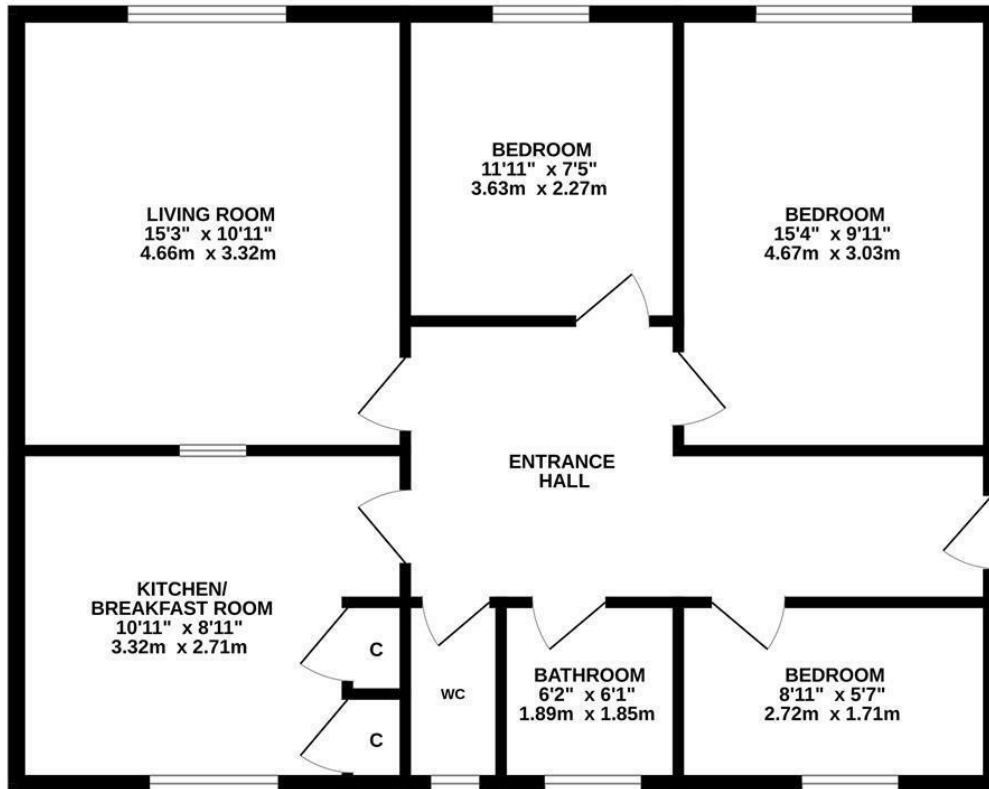 BEDROOM
11'11" x 7'5"
3.63m x 2.27m
LIVING ROOM
15'3" x 10'11"
4.66m x 3.32m
BEDROOM
15'4" x 9'11"
4.67m x 3.03m
ENTRANCE
HALL
KITCHEN/
BREAKFAST ROOM
10'11" x 8'11"
3.32m x 2.71m
C
C
WC
BATHROOM
6'2" x 6'1"
1.89m x 1.85m
BEDROOM
8'11" x 5'7"
2.72m x 1.71m